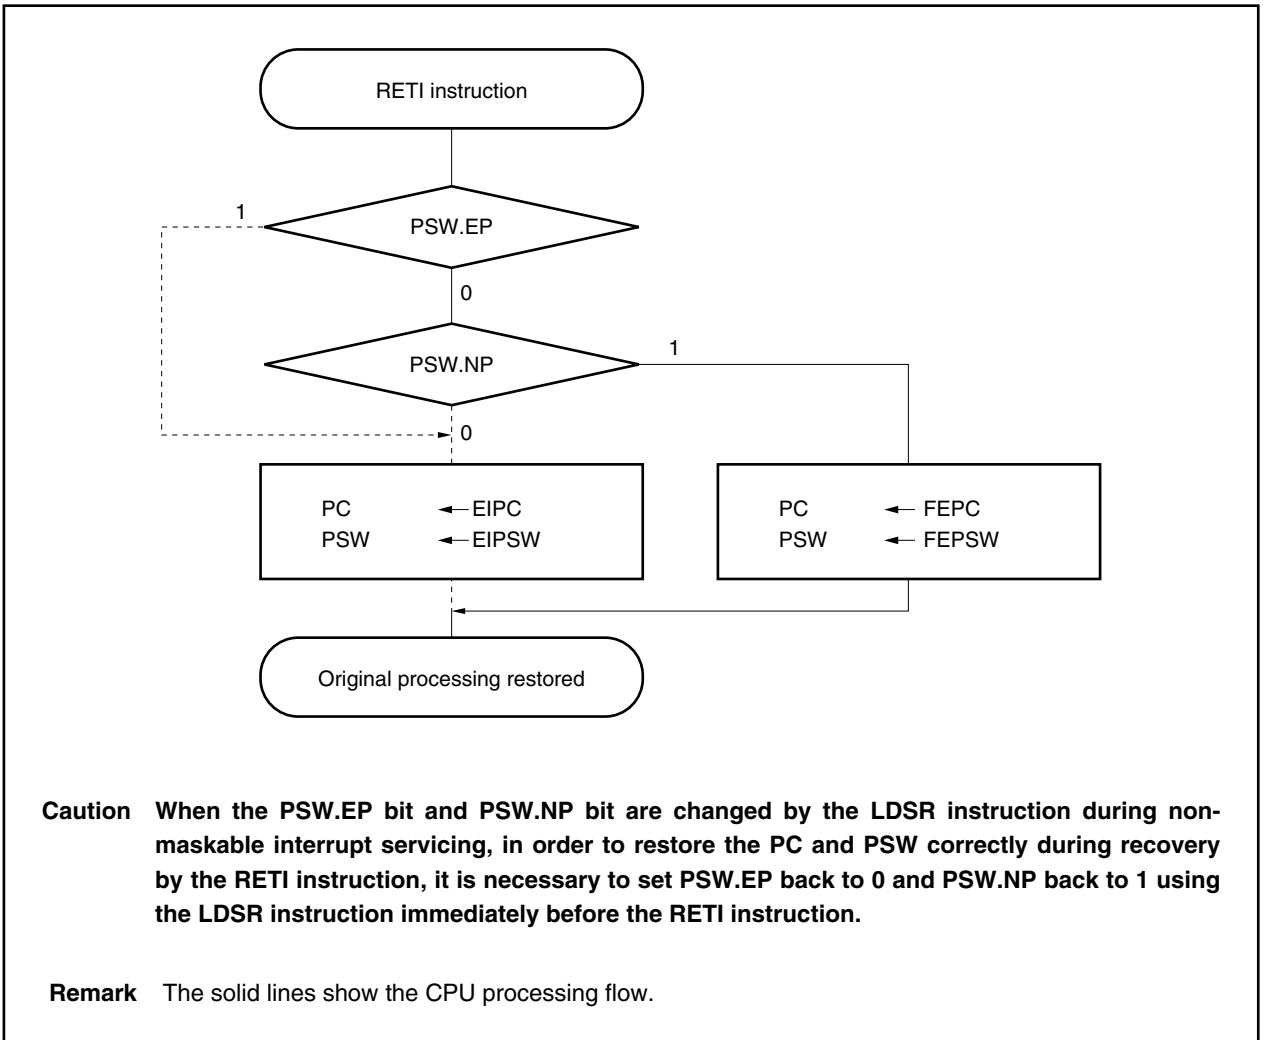 RETI instruction
1
PSW.EP
0
PSW.NP
1
0
PC ← EIPC
PSW ← EIPSW
PC ← FEPC
PSW ← FEPSW
Original processing restored
Caution When the PSW.EP bit and PSW.NP bit are changed by the LDSR instruction during non-
maskable interrupt servicing, in order to restore the PC and PSW correctly during recovery
by the RETI instruction, it is necessary to set PSW.EP back to 0 and PSW.NP back to 1 using
the LDSR instruction immediately before the RETI instruction.
Remark The solid lines show the CPU processing flow.